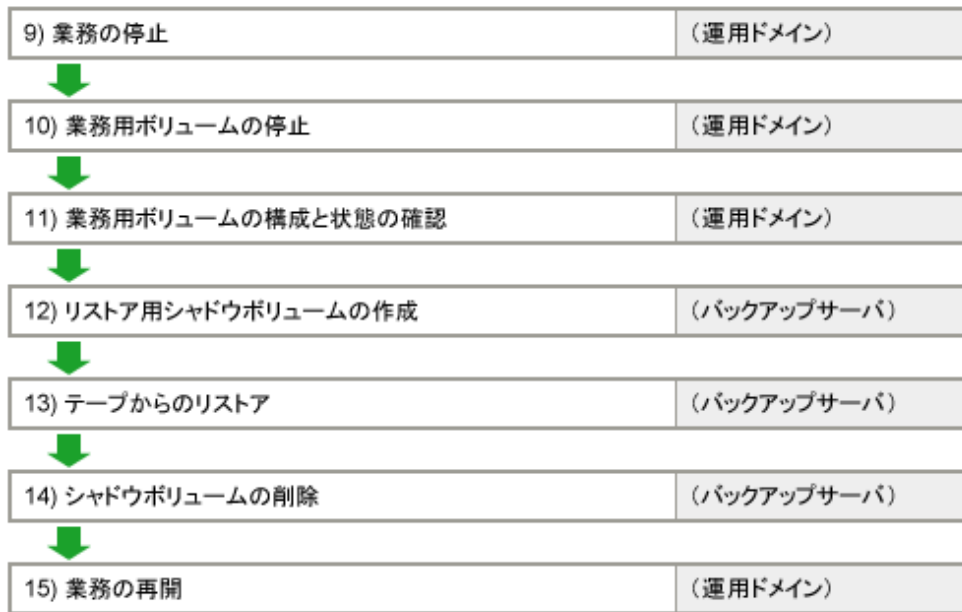 9) 業務の停止 (運用ドメイン)
10) 業務用ボリュームの停止 (運用ドメイン)
11) 業務用ボリュームの構成と状態の確認 (運用ドメイン)
12) リストア用シャドウボリュームの作成 (バックアップサーバ)
13) テープからのリストア (バックアップサーバ)
14) シャドウボリュームの削除 (バックアップサーバ)
15) 業務の再開 (運用ドメイン)